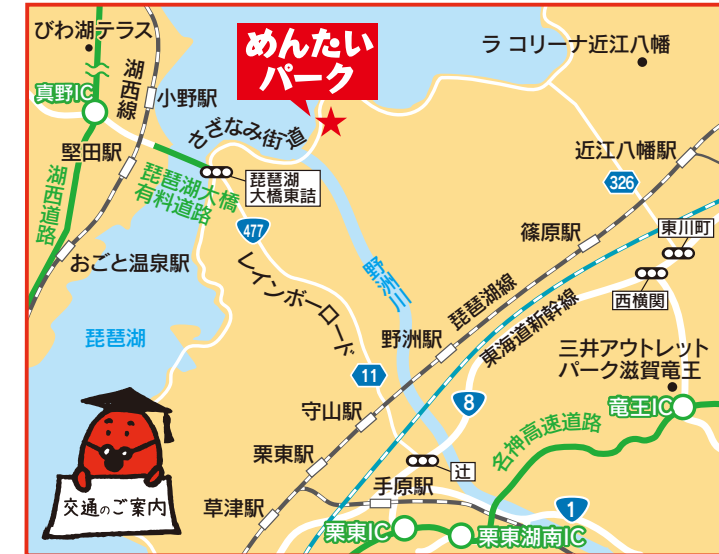 びわ湖テラス
真野IC
湖西線
小野駅
めんたい
パーク
ラ コリーナ近江八幡
さざなみ街道
堅田駅
湖西道路
琵琶湖大橋
有料道路
琵琶湖
大橋東詰
近江八幡駅
326
東川町
篠原駅
477
西横関
おごと温泉駅
野洲川
レインボーロード
琵琶湖線
東海道新幹線
琵琶湖
野洲駅
三井アウトレット
パーク滋賀竜王
11
8
竜王IC
守山駅
名神高速道路
栗東駅
辻
手原駅
交通のご案内
草津駅
1
栗東IC
栗東湖南IC